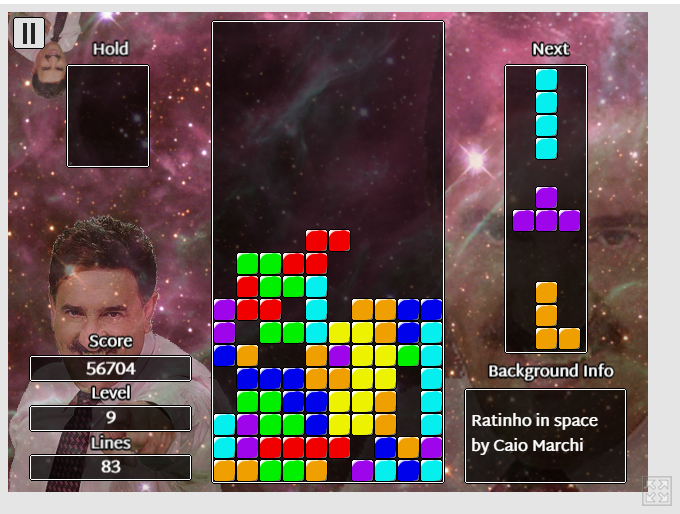 Hold
Next
Score
56704
Level
9
Lines
83
Background Info
Ratinho in space
by Caio Marchi